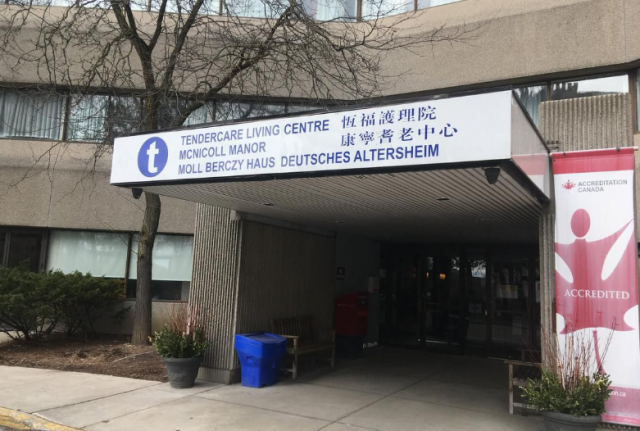 t
TENDERCARE LIVING CENTRE 恆福護理院
MCNICOLL MANOR 康寧耆老中心
MOLL BERCZY HAUS DEUTSCHES ALTERSHEIM
ACCREDITATION
CANADA
ACCREDITED